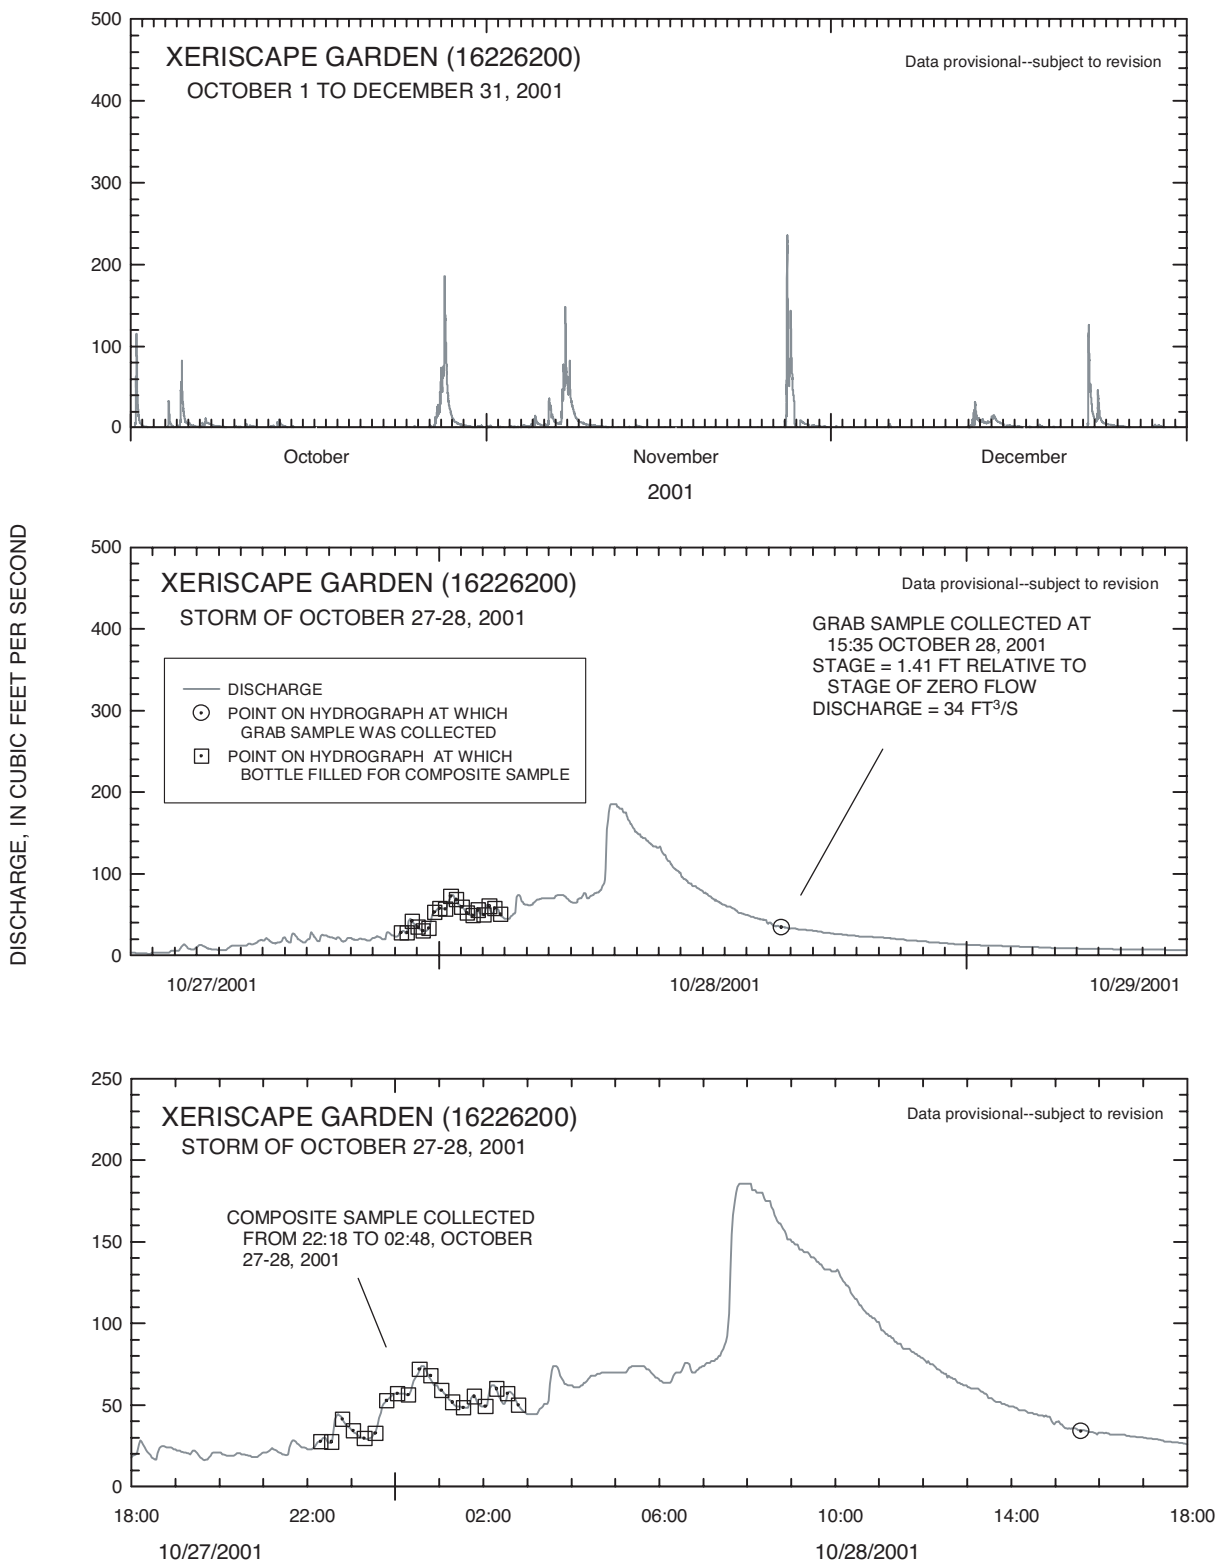 DISCHARGE, IN CUBIC FEET PER SECOND
500
400
300
200
100
0
XERISCAPE GARDEN (16226200)
OCTOBER 1 TO DECEMBER 31, 2001
Data provisional--subject to revision
October
November
December
2001
500
400
300
200
100
0
XERISCAPE GARDEN (16226200)
STORM OF OCTOBER 27-28, 2001
Data provisional--subject to revision
DISCHARGE
POINT ON HYDROGRAPH AT WHICH
GRAB SAMPLE WAS COLLECTED
POINT ON HYDROGRAPH AT WHICH
BOTTLE FILLED FOR COMPOSITE SAMPLE
GRAB SAMPLE COLLECTED AT
15:35 OCTOBER 28, 2001
STAGE = 1.41 FT RELATIVE TO
STAGE OF ZERO FLOW
DISCHARGE = 34 FT³/S
10/27/2001
10/28/2001
10/29/2001
250
200
150
100
50
0
XERISCAPE GARDEN (16226200)
STORM OF OCTOBER 27-28, 2001
Data provisional--subject to revision
COMPOSITE SAMPLE COLLECTED
FROM 22:18 TO 02:48, OCTOBER
27-28, 2001
18:00
22:00
02:00
06:00
10:00
14:00
18:00
10/27/2001
10/28/2001